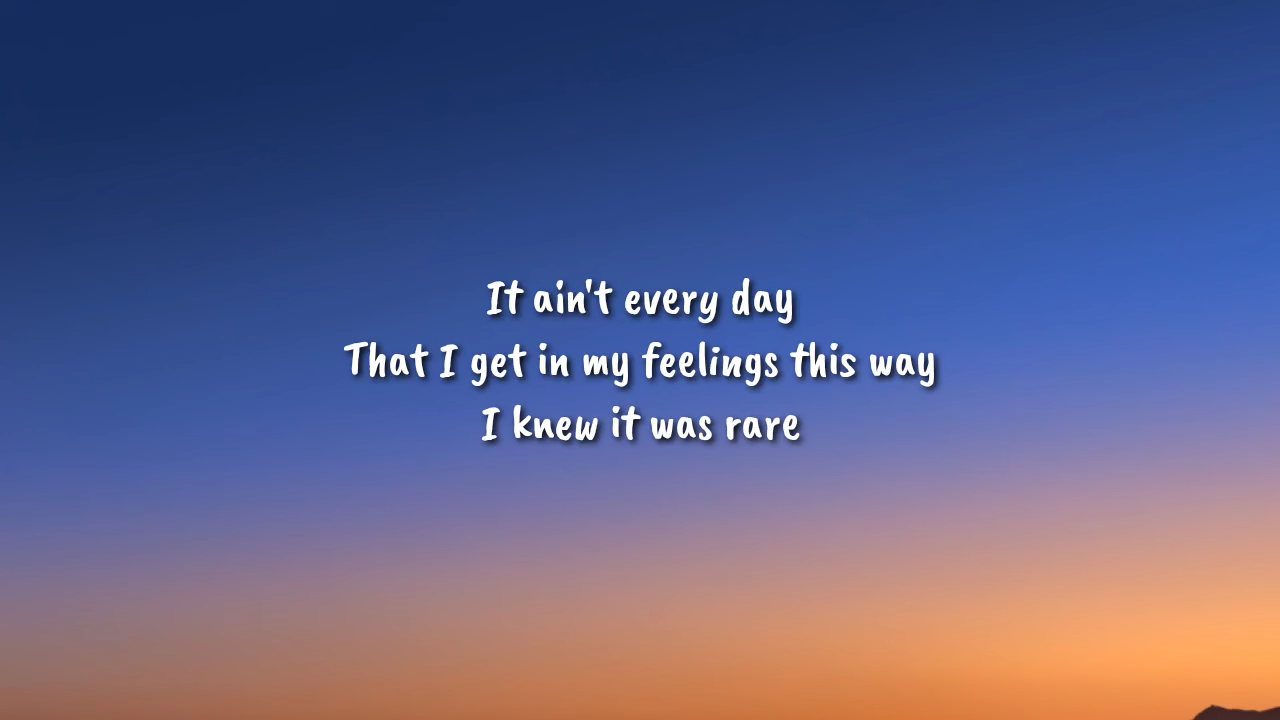 It ain't every day
That I get in my feelings this way
I knew it was rare